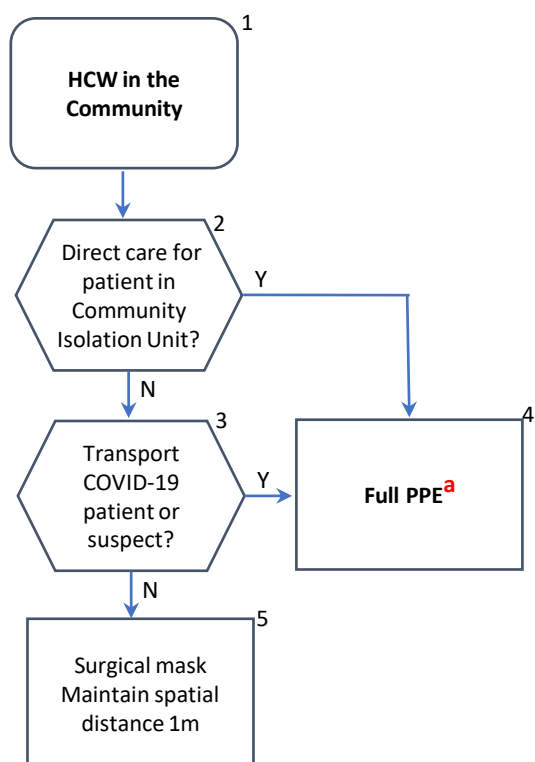 1
HCW in the
Community
2
Direct care for
patient in
Community
Isolation Unit?
Y
N
3
Transport
COVID-19
patient or
suspect?
Y
4
Full PPEa
N
5
Surgical mask
Maintain spatial
distance 1m